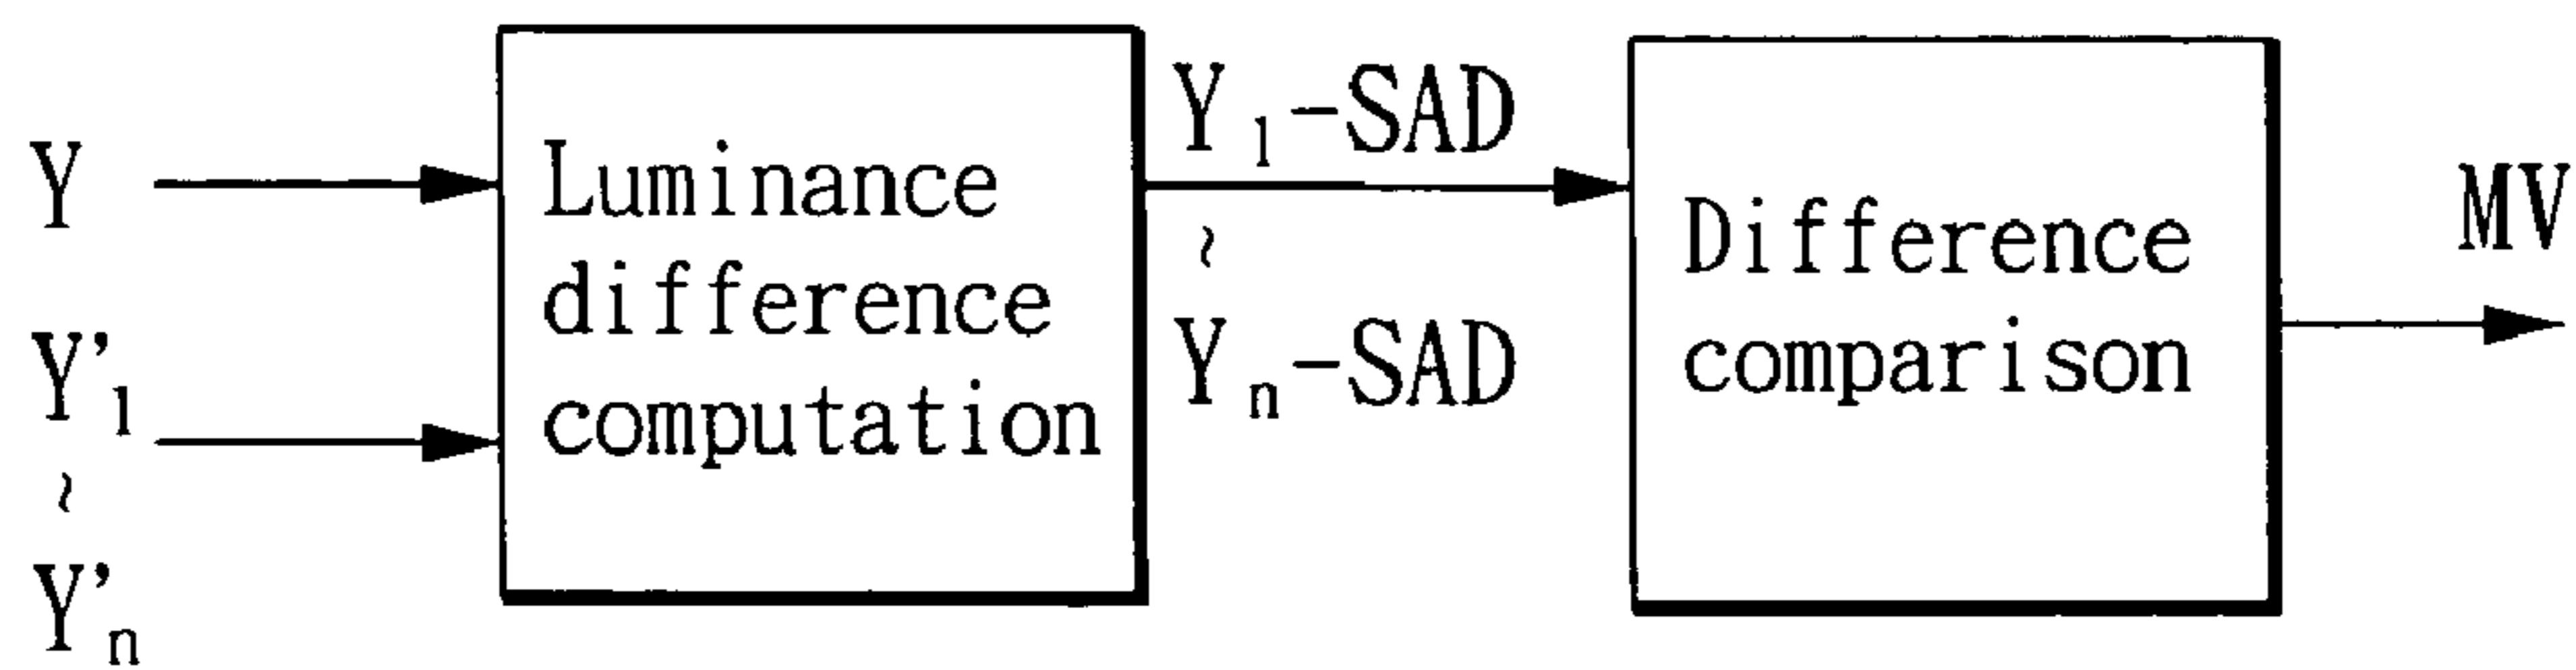 Y
Y'₁
~
Y'ₙ
Luminance
difference
computation
Y₁-SAD
~
Yₙ-SAD
Difference
comparison
MV